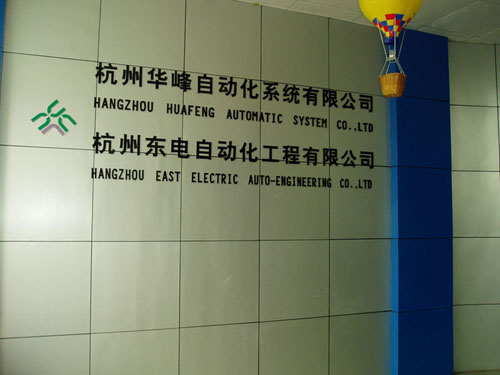 杭州华峰自动化系统有限公司
HANGZHOU HUAFENG AUTOMATIC SYSTEM CO.,LTD
杭州东电自动化工程有限公司
HANGZHOU EAST ELECTRIC AUTO-ENGINEERING CO.,LTD